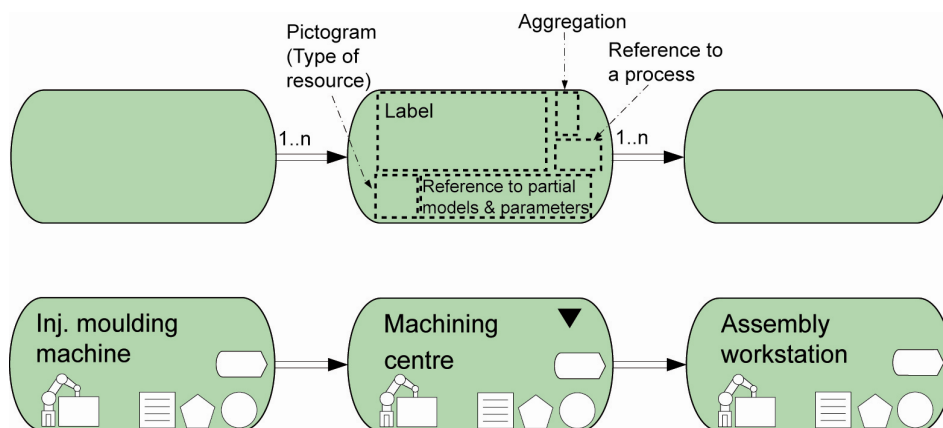 Aggregation
Pictogram
(Type of
resource)
Reference to
a process
Label
1..n
1..n
Reference to partial
models & parameters
Inj. moulding
machine
Machining
centre
Assembly
workstation